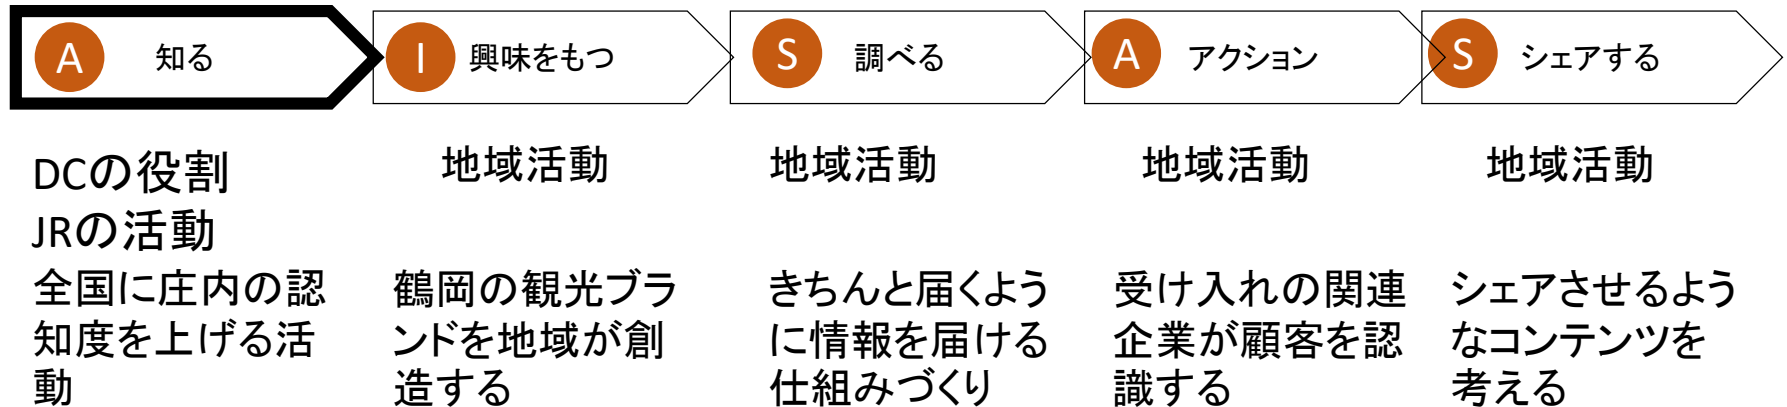 A 知る
I 興味をもつ
S 調べる
A アクション
S シェアする
DCの役割
JRの活動
全国に庄内の認
知度を上げる活
動
地域活動
鶴岡の観光ブラ
ンドを地域が創
造する
地域活動
きちんと届くよう
に情報を届ける
仕組みづくり
地域活動
受け入れの関連
企業が顧客を認
識する
地域活動
シェアさせるよう
なコンテンツを
考える